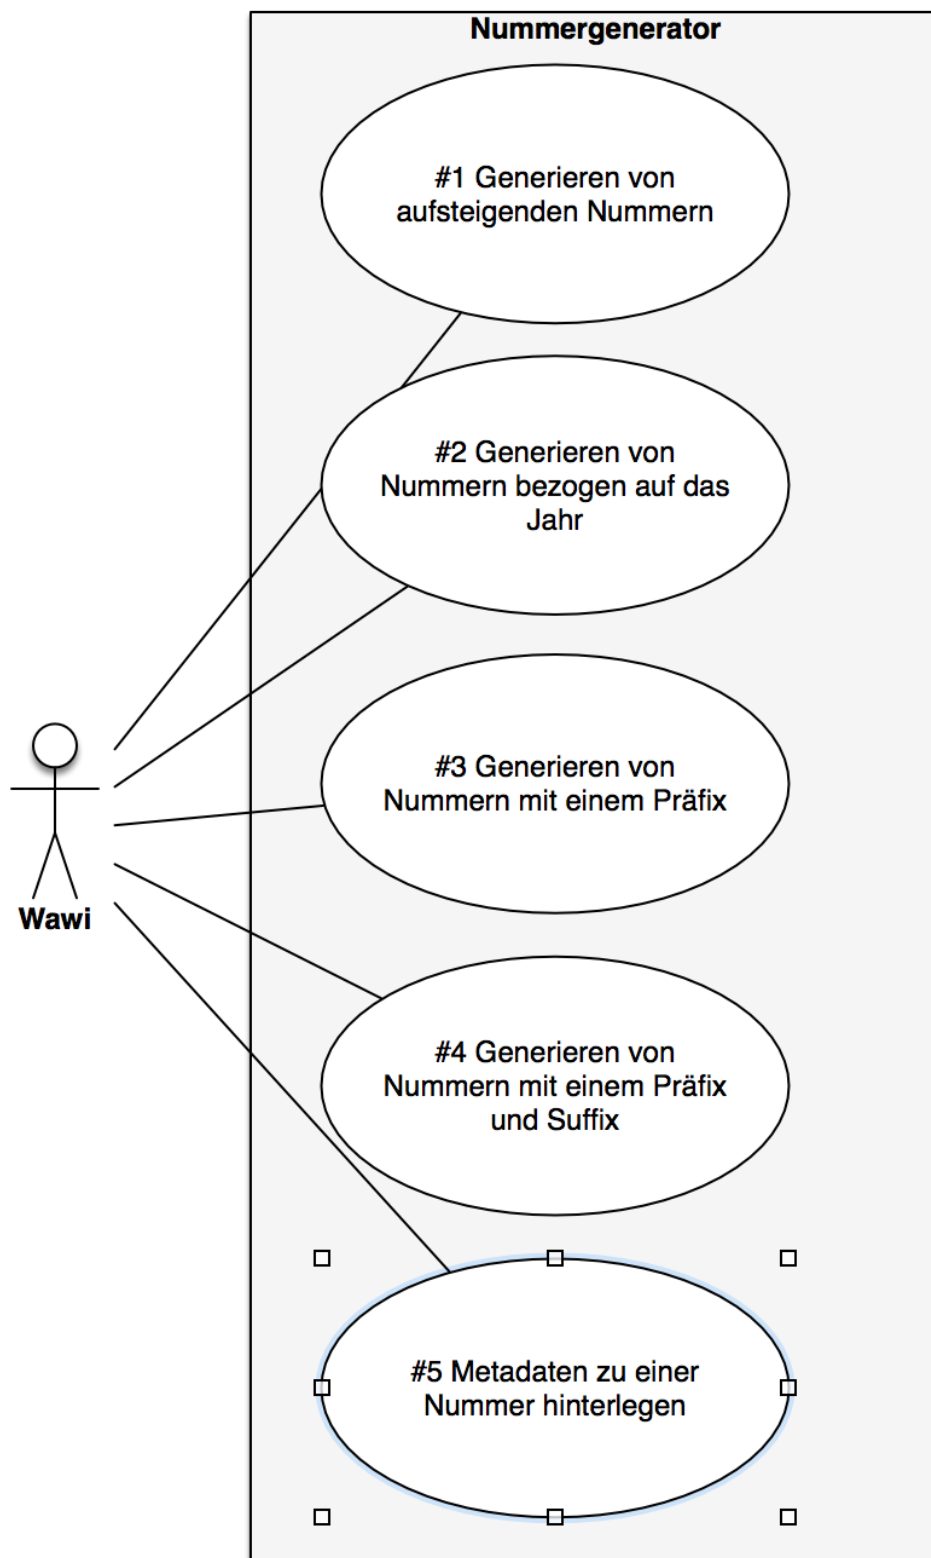 Nummergenerator
#1 Generieren von
aufsteigenden Nummern
#2 Generieren von
Nummern bezogen auf das
Jahr
#3 Generieren von
Nummern mit einem Präfix
Wawi
#4 Generieren von
Nummern mit einem Präfix
und Suffix
#5 Metadaten zu einer
Nummer hinterlegen